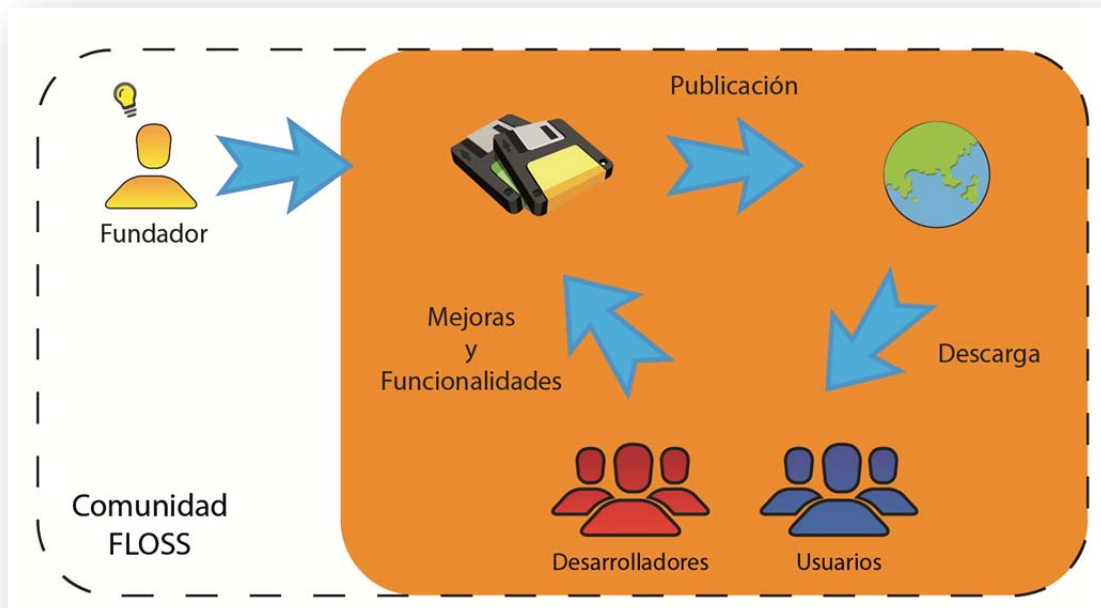 Publicación
Fundador
Mejoras
y
Funcionalidades
Descarga
Comunidad
FLOSS
Desarrolladores
Usuarios